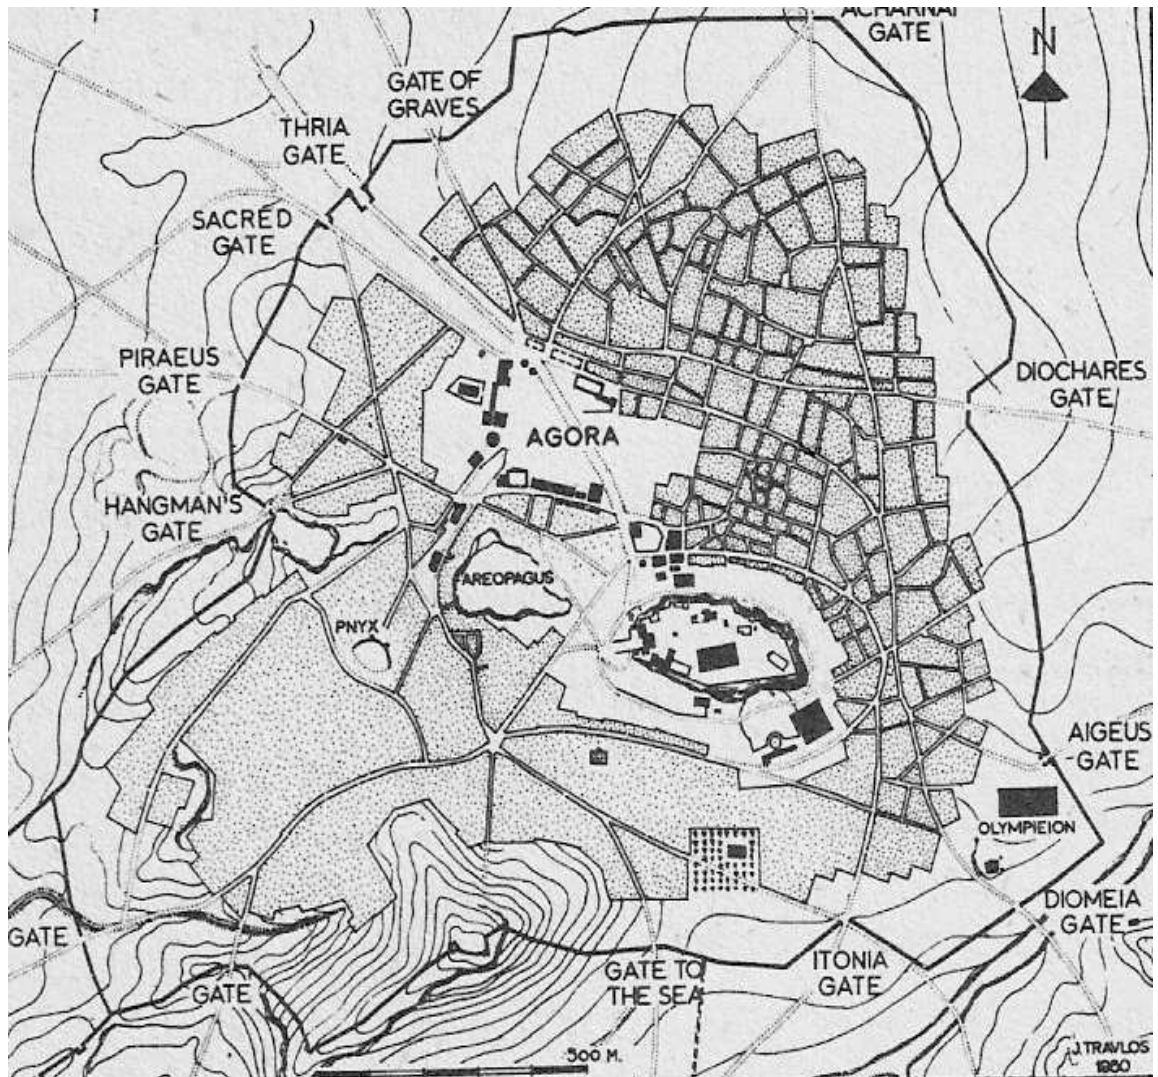 ACHARNAI
GATE
N
GATE OF
GRAVES
THRIA
GATE
SACRED
GATE
PIRAEUS
GATE
DIOCHARES
GATE
AGORA
HANGMAN'S
GATE
AREOPAGUS
PNYX
AIGEUS
GATE
OLYMPIEION
DIOMEIA
GATE
GATE
GATE
GATE TO
THE SEA
ITONIA
GATE
500 M.
J. TRAVLOS
1960